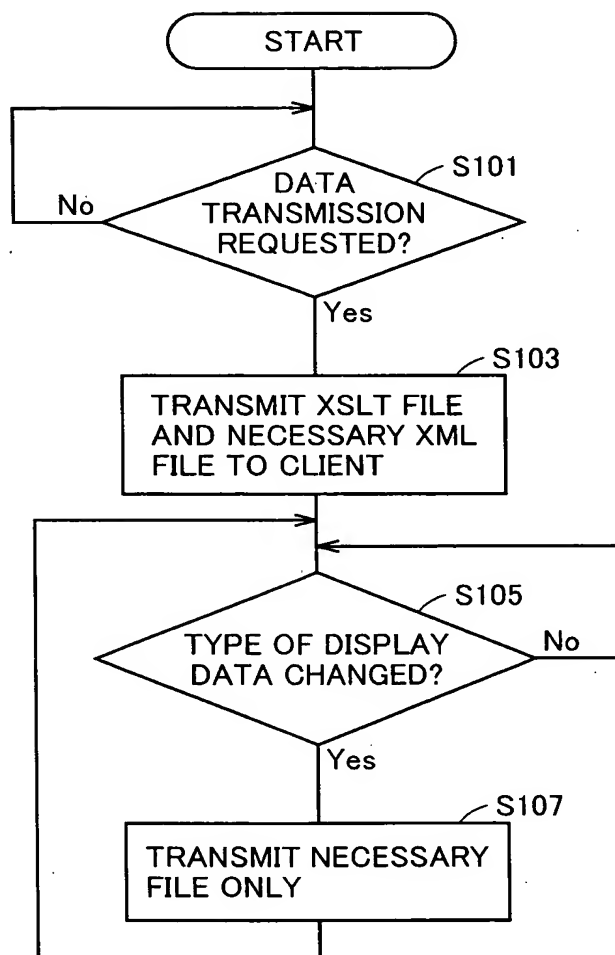 START
S101
DATA
TRANSMISSION
REQUESTED?
No
Yes
S103
TRANSMIT XSLT FILE
AND NECESSARY XML
FILE TO CLIENT
S105
TYPE OF DISPLAY
DATA CHANGED?
No
Yes
S107
TRANSMIT NECESSARY
FILE ONLY